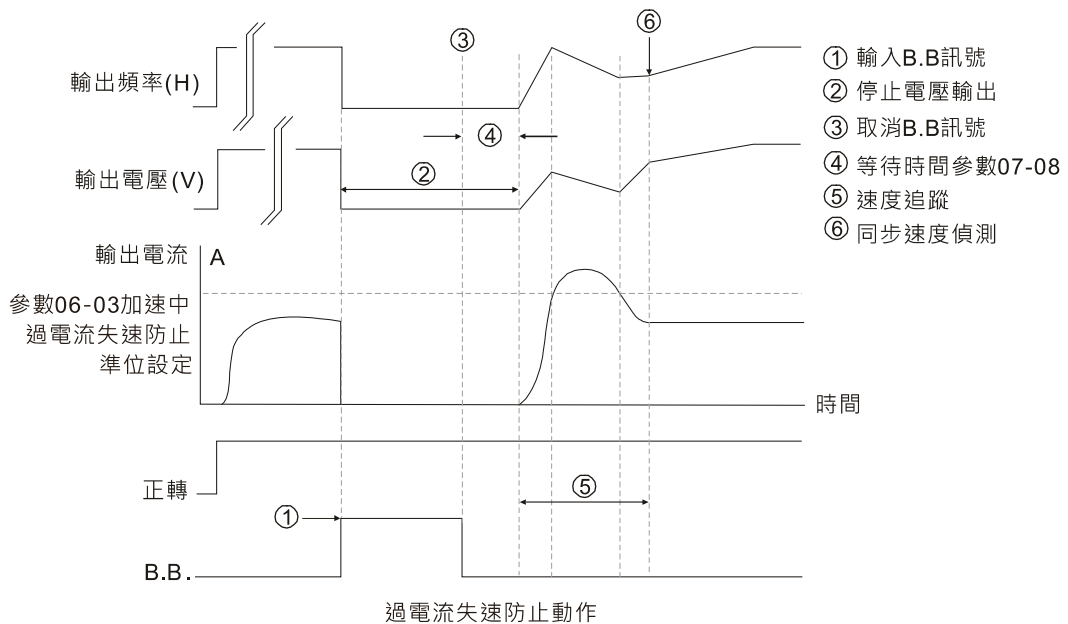 ⑥
③
輸出頻率(H)
① 輸入B.B訊號
② 停止電壓輸出
③ 取消B.B訊號
④ 等待時間參數07-08
⑤ 速度追蹤
⑥ 同步速度偵測
④
輸出電壓(V)
②
輸出電流
A
參數06-03加速中
過電流失速防止
準位設定
時間
正轉
⑤
①
B.B.
過電流失速防止動作